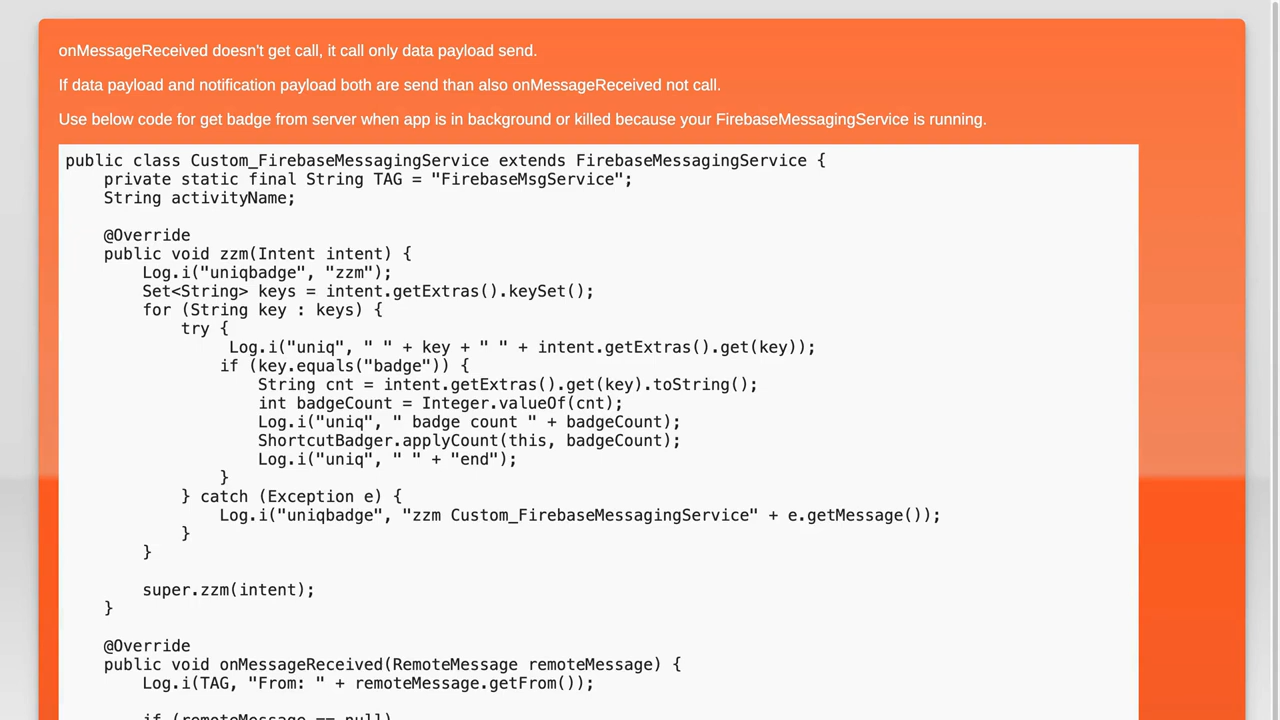 onMessageReceived doesn't get call, it call only data payload send.
If data payload and notification payload both are send than also onMessageReceived not call.
Use below code for get badge from server when app is in background or killed because your FirebaseMessagingService is running.
public class Custom_FirebaseMessagingService extends FirebaseMessagingService {
    private static final String TAG = "FirebaseMsgService";
    String activityName;

    @Override
    public void zzm(Intent intent) {
        Log.i("uniqbadge", "zzm");
        Set<String> keys = intent.getExtras().keySet();
        for (String key : keys) {
            try {
                 Log.i("uniq", " " + key + " " + intent.getExtras().get(key));
                if (key.equals("badge")) {
                    String cnt = intent.getExtras().get(key).toString();
                    int badgeCount = Integer.valueOf(cnt);
                    Log.i("uniq", " badge count " + badgeCount);
                    ShortcutBadger.applyCount(this, badgeCount);
                    Log.i("uniq", " " + "end");
                }
            } catch (Exception e) {
                Log.i("uniqbadge", "zzm Custom_FirebaseMessagingService" + e.getMessage());
            }
        }

        super.zzm(intent);
    }

    @Override
    public void onMessageReceived(RemoteMessage remoteMessage) {
        Log.i(TAG, "From: " + remoteMessage.getFrom());

        if (remoteMessage == null)